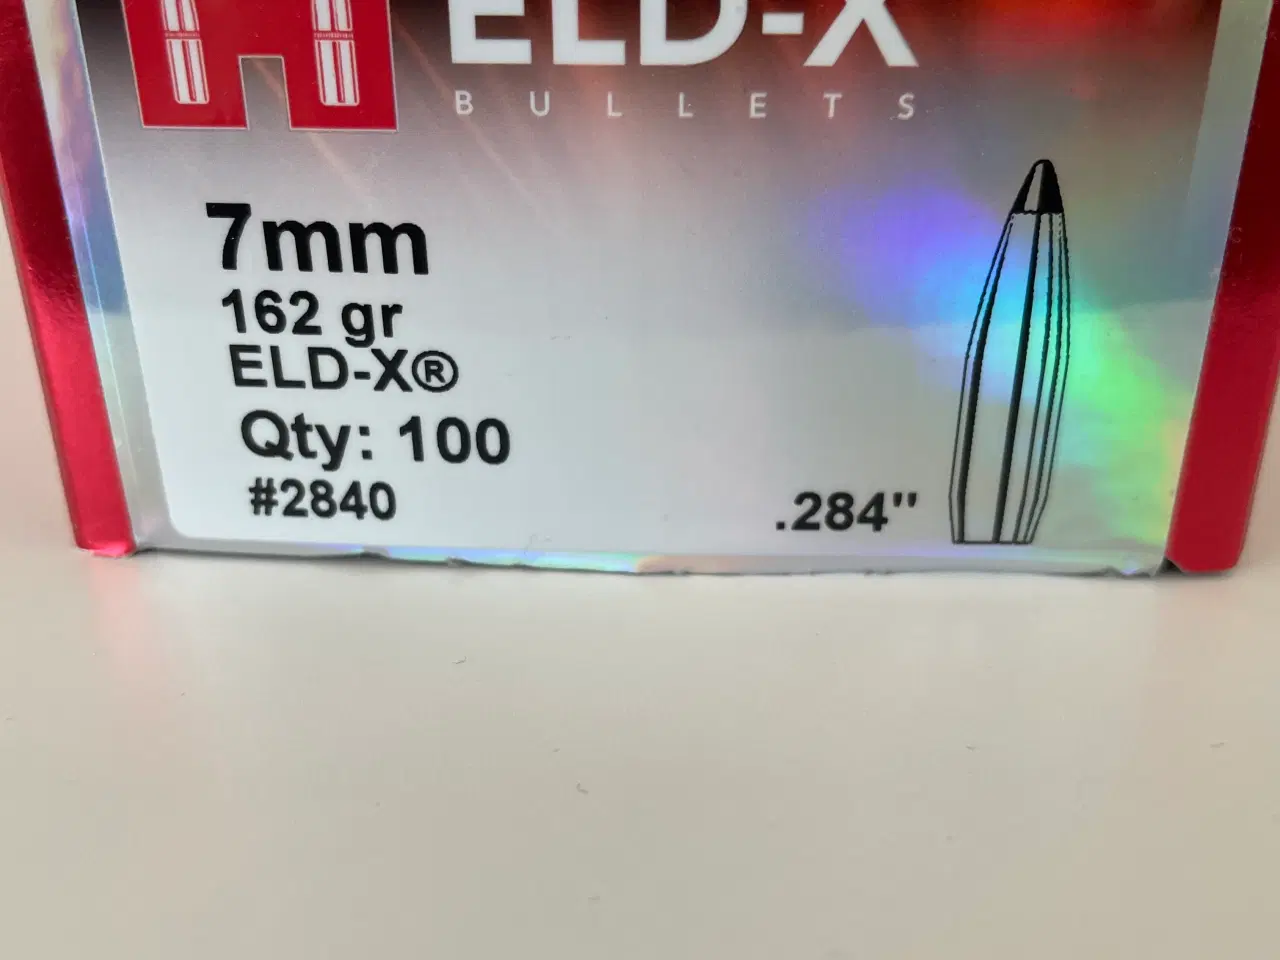 ELD-X
BULLETS
7mm
162 gr
ELD-X®
Qty: 100
#2840
.284"